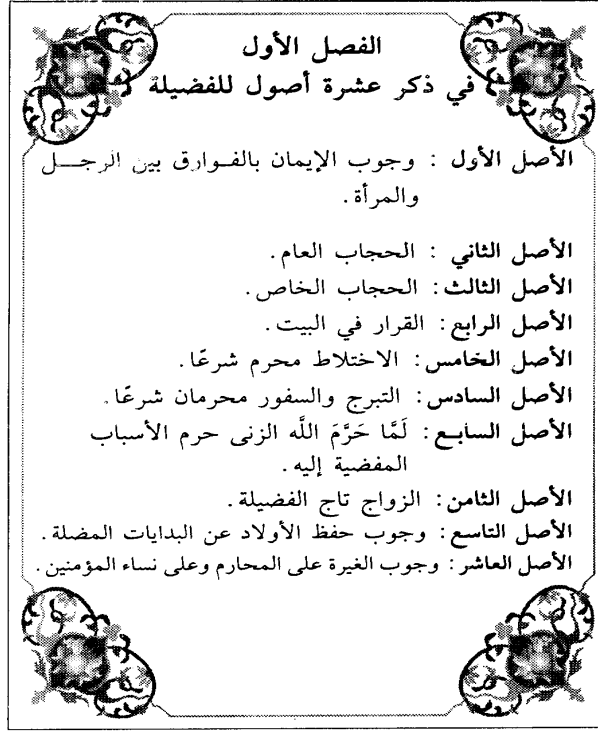 الفصل الأول
في ذكر عشرة أصول للفضيلة
الأصل الأول : وجوب الإيمان بالفـوارق بين الرجــل
والمرأة .
الأصل الثاني : الحجاب العام .
الأصل الثالث : الحجاب الخاص .
الأصل الرابع : القرار في البيت .
الأصل الخامس : الاختلاط محرم شرعًا .
الأصل السادس : التبرج والسفور محرمان شرعًا .
الأصل السابـع : لَمَّا حَرَّمَ اللَّه الزنى حرم الأسباب
المفضية إليه .
الأصل الثامن : الزواج تاج الفضيلة .
الأصل التاسع : وجوب حفظ الأولاد عن البدايات المضلة .
الأصل العاشر : وجوب الغيرة على المحارم وعلى نساء المؤمنين .